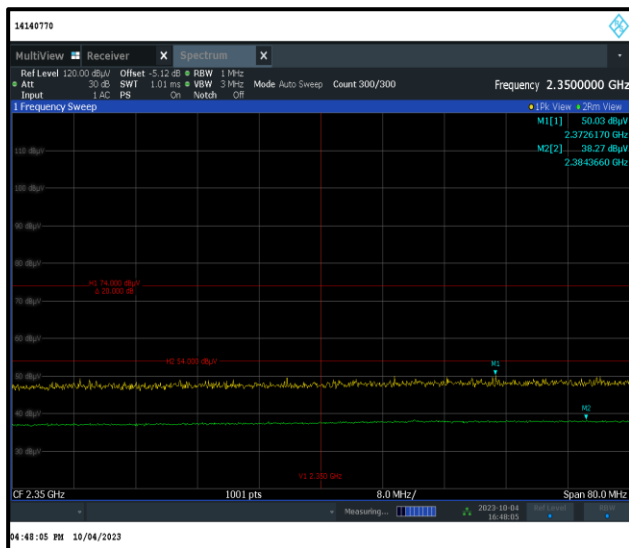 14140770
MultiView Receiver X Spectrum X
Ref Level 120.00 dBµV Offset -5.12 dB RBW 1 MHz
Att 30 dB SWT 1.01 ms VBW 3 MHz Mode Auto Sweep Count 300/300 Frequency 2.3500000 GHz
Input 1 AC PS On Notch Off
1 Frequency Sweep 1Pk View 2Rm View
M1[1] 50.03 dBµV
2.3726170 GHz
M2[2] 38.27 dBµV
2.3843660 GHz
110 dBµV
100 dBµV
90 dBµV
80 dBµV
H1 74.000 dBµV
Δ 20.000 dB
70 dBµV
60 dBµV
H2 54.000 dBµV
M1
50 dBµV
40 dBµV
M2
30 dBµV
V1 2.350 GHz
CF 2.35 GHz 1001 pts 8.0 MHz/ Span 80.0 MHz
Measuring... 2023-10-04 Ref Level RBW
16:48:05
04:48:05 PM 10/04/2023